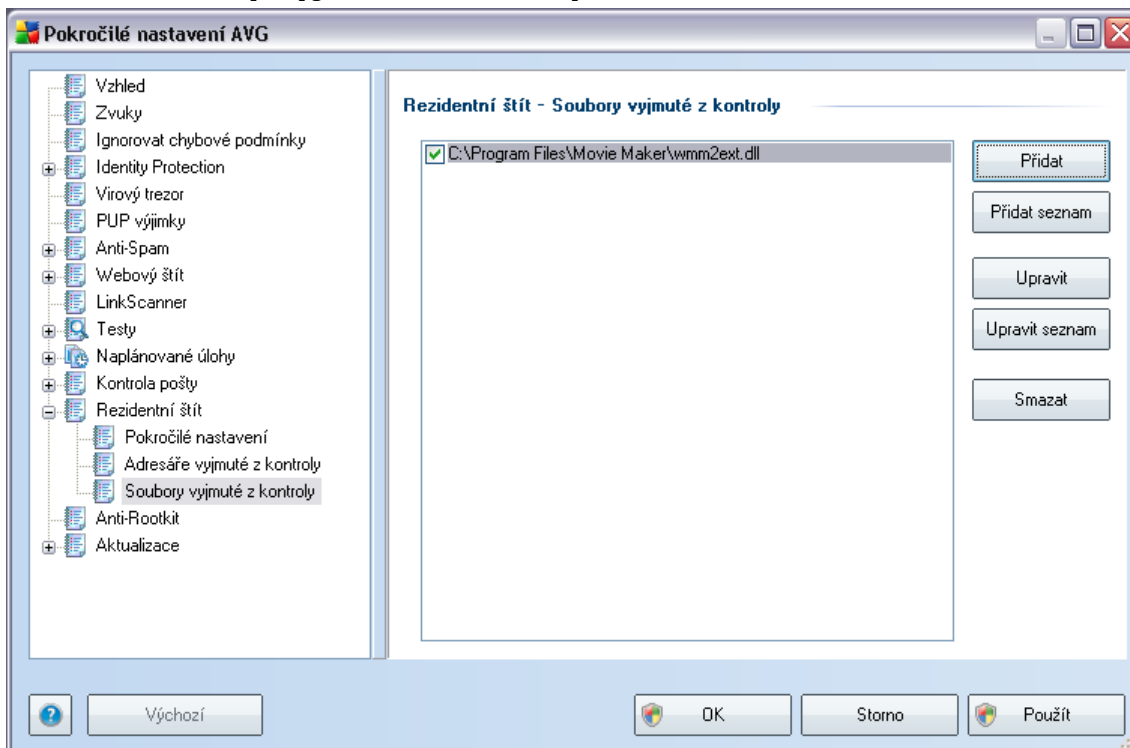 Pokročilé nastavení AVG
Vzhled
Zvuky
Ignorovat chybové podmínky
Identity Protection
Virový trezor
PUP výjimky
Anti-Spam
Webový štít
LinkScanner
Testy
Naplánované úlohy
Kontrola pošty
Rezidentní štít
Pokročilé nastavení
Adresáře vyjmuté z kontroly
Soubory vyjmuté z kontroly
Anti-Rootkit
Aktualizace
Rezidentní štít - Soubory vyjmuté z kontroly
C:\Program Files\Movie Maker\wmm2ext.dll
Přidat
Přidat seznam
Upravit
Upravit seznam
Smazat
Výchozí
OK
Storno
Použít